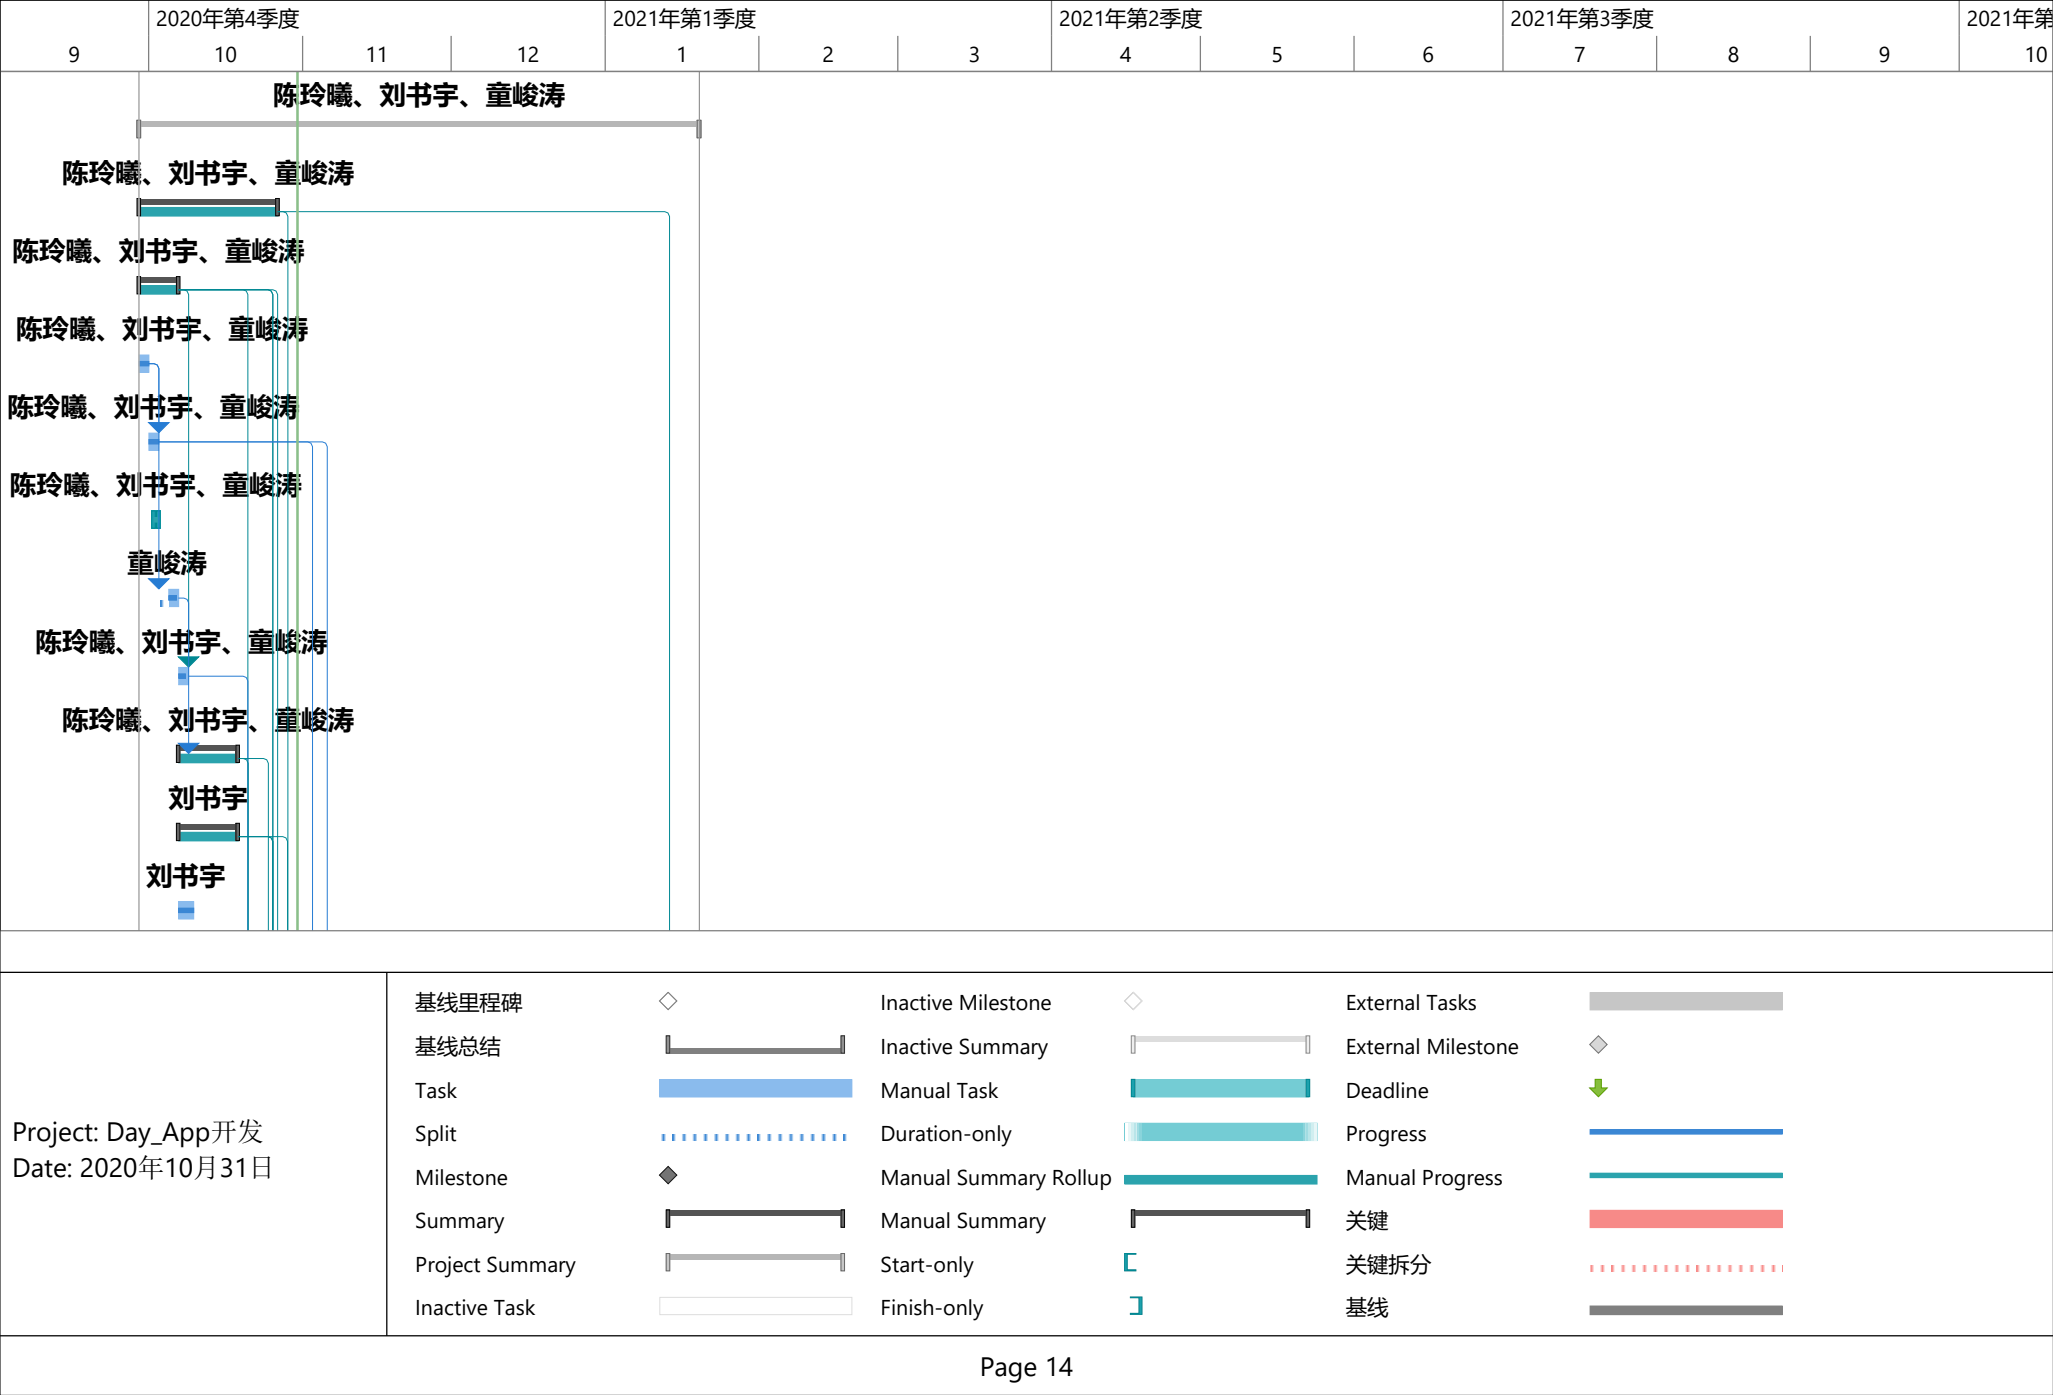 2020年第4季度 2021年第1季度 2021年第2季度 2021年第3季度 2021年第
9 10 11 12 1 2 3 4 5 6 7 8 9 10
陈玲曦、刘书宇、童峻涛
陈玲曦、刘书宇、童峻涛
陈玲曦、刘书宇、童峻涛
陈玲曦、刘书宇、童峻涛
陈玲曦、刘书宇、童峻涛
陈玲曦、刘书宇、童峻涛
童峻涛
陈玲曦、刘书宇、童峻涛
陈玲曦、刘书宇、童峻涛
刘书宇
刘书宇
Project: Day_App开发
Date: 2020年10月31日
基线里程碑
基线总结
Task
Split
Milestone
Summary
Project Summary
Inactive Task
Inactive Milestone
Inactive Summary
Manual Task
Duration-only
Manual Summary Rollup
Manual Summary
Start-only
Finish-only
External Tasks
External Milestone
Deadline
Progress
Manual Progress
关键
关键拆分
基线
Page 14